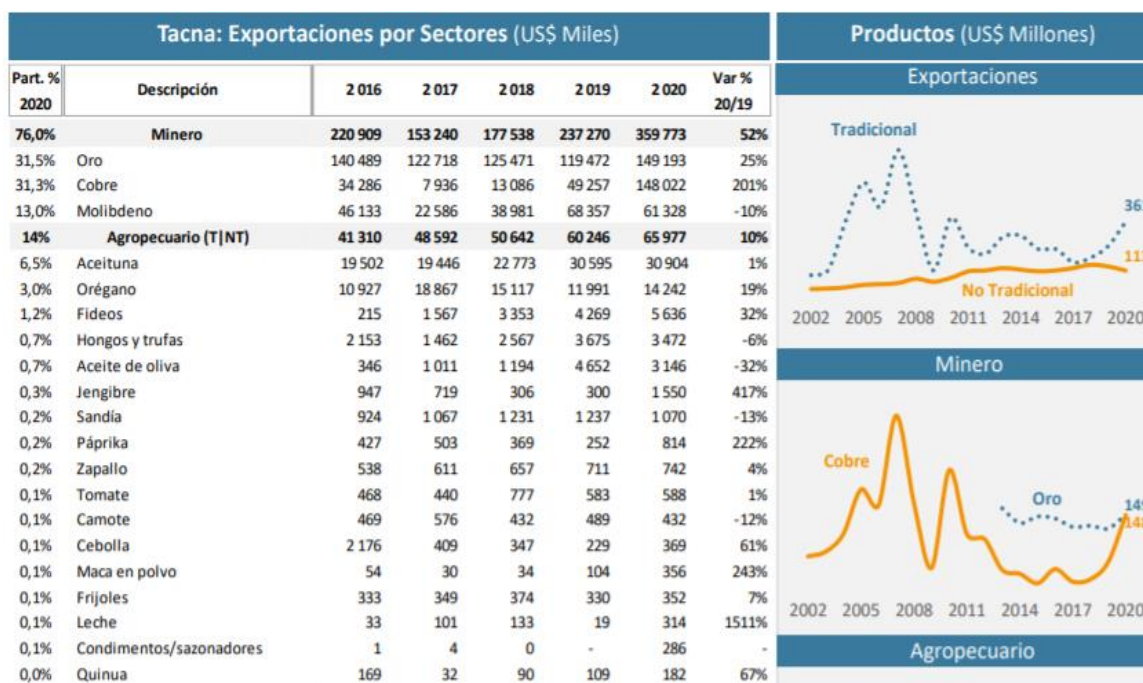 Tacna: Exportaciones por Sectores (US$ Miles)
Part. % 2020 Descripción 2 016 2 017 2 018 2 019 2 020 Var % 20/19
76,0% Minero 220 909 153 240 177 538 237 270 359 773 52%
31,5% Oro 140 489 122 718 125 471 119 472 149 193 25%
31,3% Cobre 34 286 7 936 13 086 49 257 148 022 201%
13,0% Molibdeno 46 133 22 586 38 981 68 357 61 328 -10%
14% Agropecuario (T|NT) 41 310 48 592 50 642 60 246 65 977 10%
6,5% Aceituna 19 502 19 446 22 773 30 595 30 904 1%
3,0% Orégano 10 927 18 867 15 117 11 991 14 242 19%
1,2% Fideos 215 1 567 3 353 4 269 5 636 32%
0,7% Hongos y trufas 2 153 1 462 2 567 3 675 3 472 -6%
0,7% Aceite de oliva 346 1 011 1 194 4 652 3 146 -32%
0,3% Jengibre 947 719 306 300 1 550 417%
0,2% Sandía 924 1 067 1 231 1 237 1 070 -13%
0,2% Páprika 427 503 369 252 814 222%
0,2% Zapallo 538 611 657 711 742 4%
0,1% Tomate 468 440 777 583 588 1%
0,1% Camote 469 576 432 489 432 -12%
0,1% Cebolla 2 176 409 347 229 369 61%
0,1% Maca en polvo 54 30 34 104 356 243%
0,1% Frijoles 333 349 374 330 352 7%
0,1% Leche 33 101 133 19 314 1511%
0,1% Condimentos/sazonadores 1 4 0 - 286 -
0,0% Quinua 169 32 90 109 182 67%
Productos (US$ Millones)
Exportaciones
Tradicional
No Tradicional
2002 2005 2008 2011 2014 2017 2020
Minero
Cobre
Oro
2002 2005 2008 2011 2014 2017 2020
Agropecuario